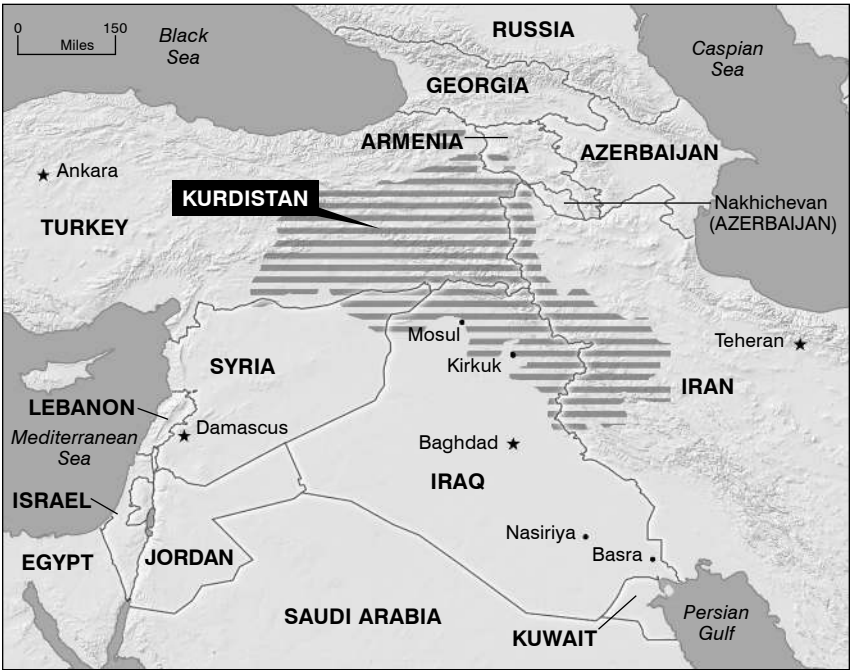 RUSSIA
0 150
Miles
Black
Sea
Caspian
Sea
GEORGIA
ARMENIA
AZERBAIJAN
Ankara
KURDISTAN
Nakhichevan
(AZERBAIJAN)
TURKEY
Mosul
Teheran
Kirkuk
SYRIA
IRAN
LEBANON
Damascus
Mediterranean
Sea
Baghdad
IRAQ
ISRAEL
Nasiriya
Basra
EGYPT
JORDAN
SAUDI ARABIA
Persian
Gulf
KUWAIT